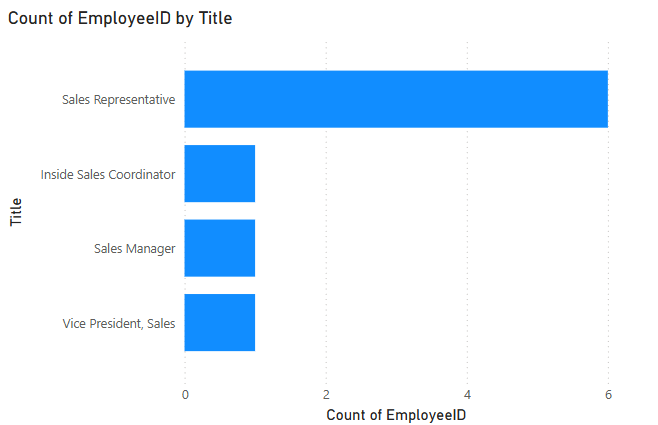 Count of EmployeeID by Title
Title
Sales Representative
Inside Sales Coordinator
Sales Manager
Vice President, Sales
0 2 4 6
Count of EmployeeID